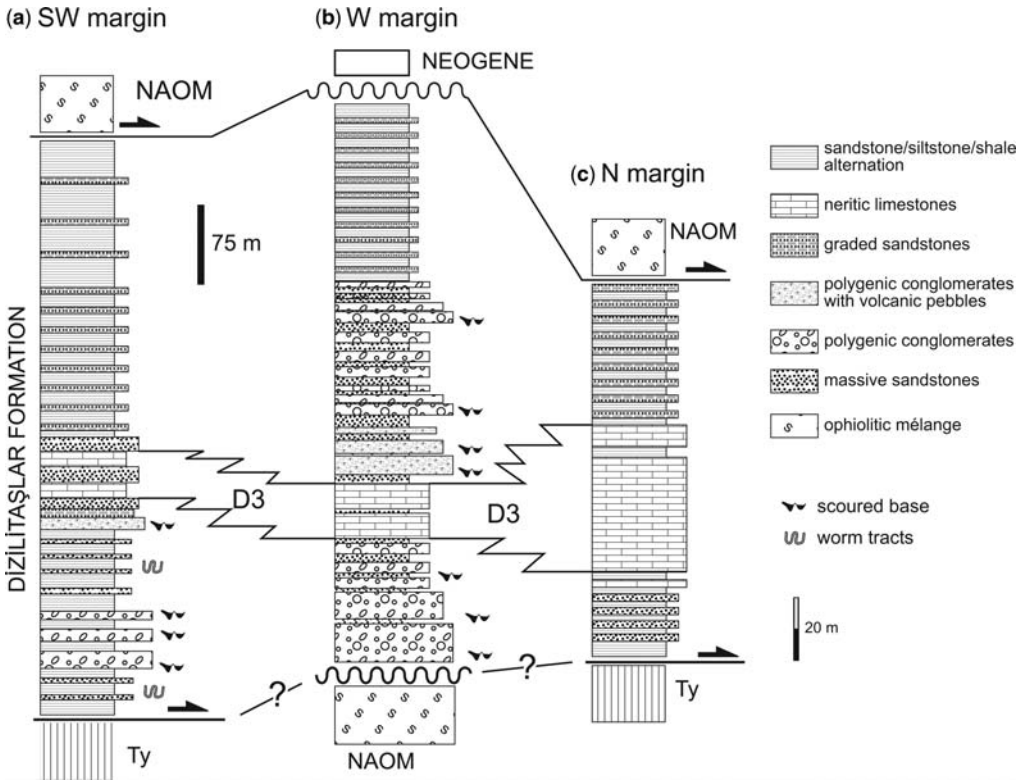 (a) SW margin
(b) W margin
NEOGENE
NAOM
75 m
(c) N margin
NAOM
sandstone/siltstone/shale
alternation
neritic limestones
graded sandstones
polygenic conglomerates
with volcanic pebbles
polygenic conglomerates
massive sandstones
ophiolitic mélange
scoured base
worm tracts
20 m
DİZİLİTAŞLAR FORMATION
D3
D3
?
?
Ty
NAOM
Ty